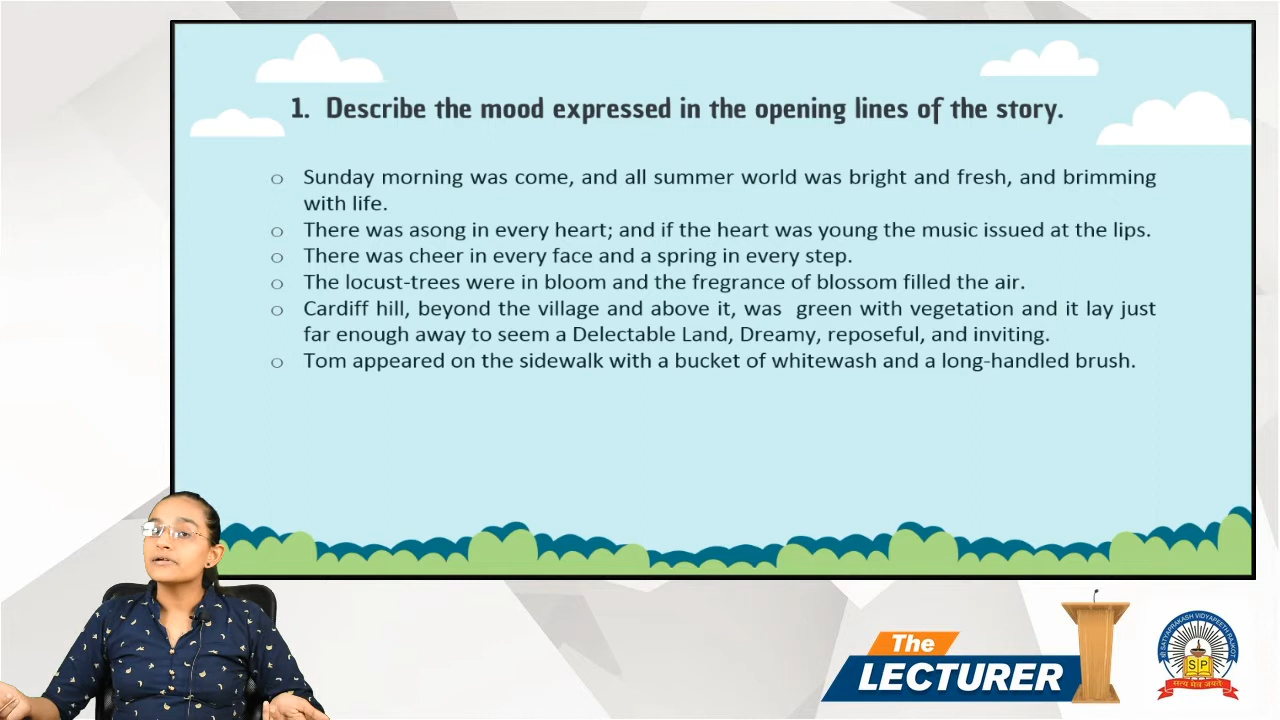 1. Describe the mood expressed in the opening lines of the story.
○ Sunday morning was come, and all summer world was bright and fresh, and brimming
with life.
○ There was asong in every heart; and if the heart was young the music issued at the lips.
○ There was cheer in every face and a spring in every step.
○ The locust-trees were in bloom and the fregrance of blossom filled the air.
○ Cardiff hill, beyond the village and above it, was green with vegetation and it lay just
far enough away to seem a Delectable Land, Dreamy, reposeful, and inviting.
○ Tom appeared on the sidewalk with a bucket of whitewash and a long-handled brush.
The
LECTURER
SATYAPRAKASH VIDYAPEETH RAJKOT
SP
सत्य मेव जयते